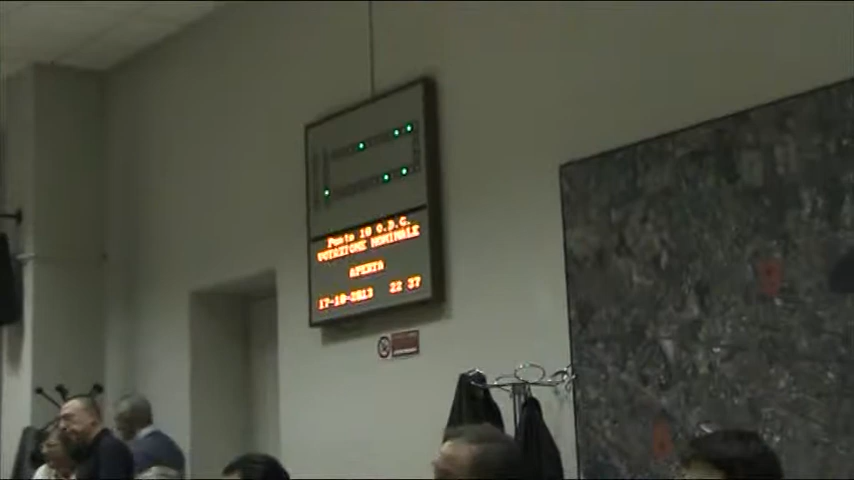 Punto 10 O.D.G.
VOTAZIONE NOMINALE
APERTA
17-10-2013 22 37